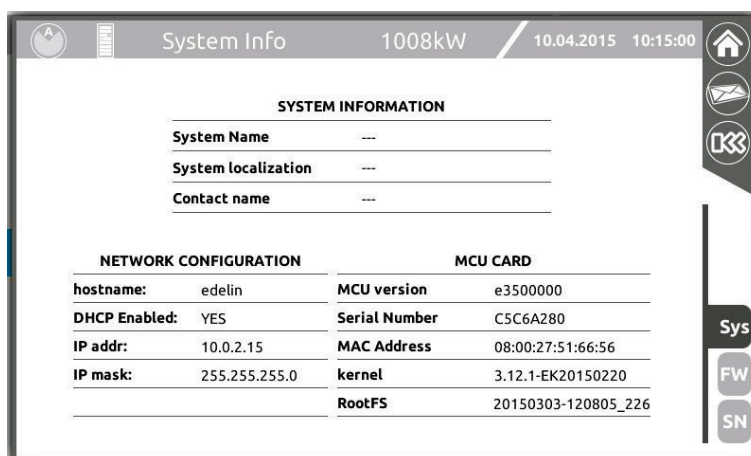 A
System Info 1008kW 10.04.2015 10:15:00
SYSTEM INFORMATION
System Name ---
System localization ---
Contact name ---
NETWORK CONFIGURATION
hostname: edelin
DHCP Enabled: YES
IP addr: 10.0.2.15
IP mask: 255.255.255.0
MCU CARD
MCU version e3500000
Serial Number C5C6A280
MAC Address 08:00:27:51:66:56
kernel 3.12.1-EK20150220
RootFS 20150303-120805_226
Sys
FW
SN